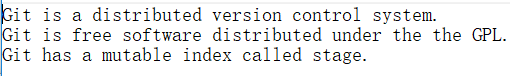 Git is a distributed version control system.
Git is free software distributed under the the GPL.
Git has a mutable index called stage.